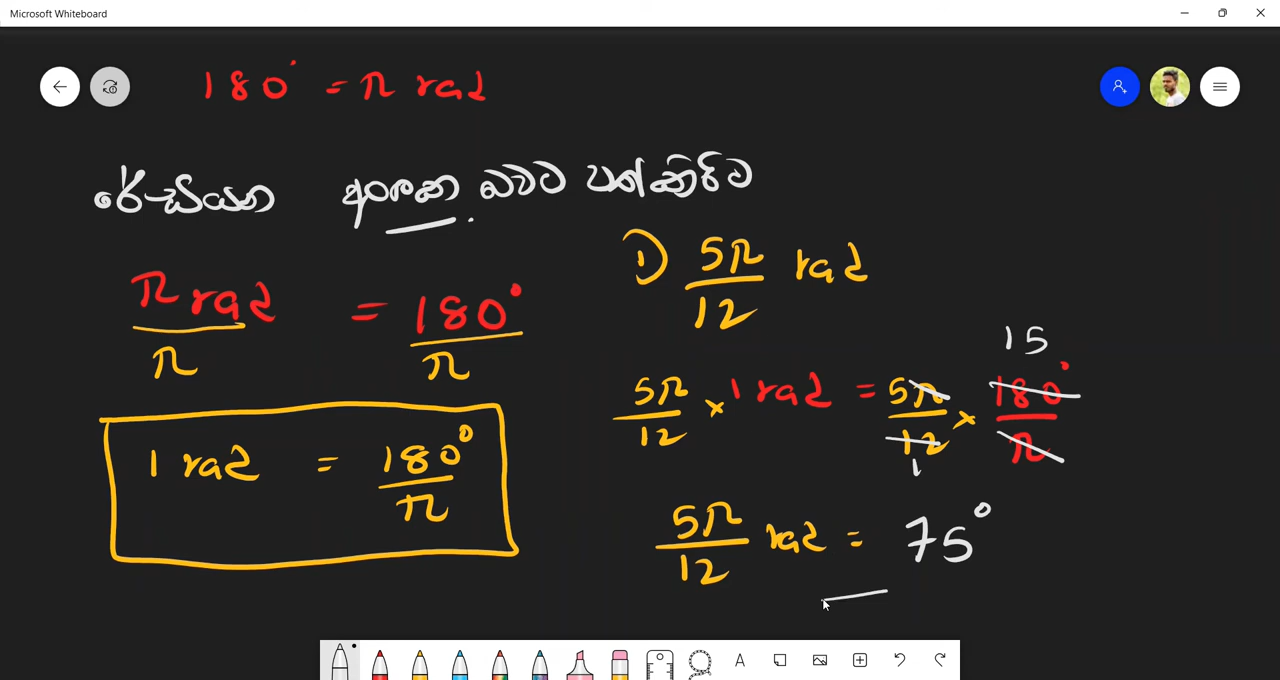 Microsoft Whiteboard
180° = π rad
රේඩියන අංශක බවට පත්කිරීම
π rad / π = 180° / π
1 rad = 180° / π
1) 5π/12 rad
5π/12 × 1 rad = 5π/12 × 180°/π
15
1
5π/12 rad = 75°
A